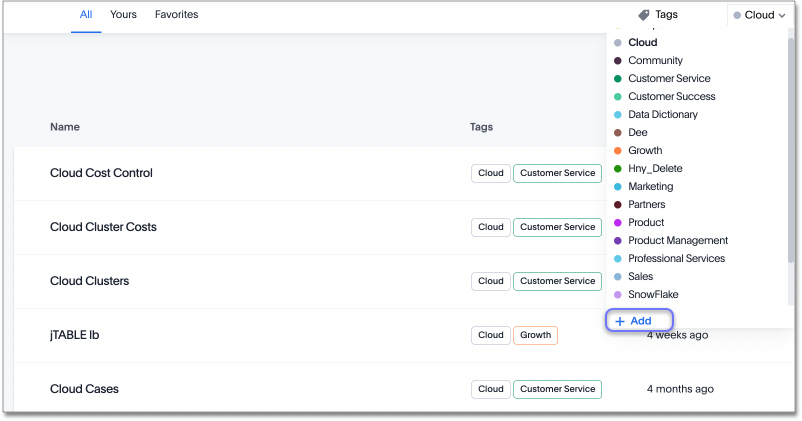 All Yours Favorites Tags Cloud
Cloud
Community
Customer Service
Customer Success
Name Tags Data Dictionary
Dee
Growth
Cloud Cost Control Cloud Customer Service Hny_Delete
Marketing
Partners
Cloud Cluster Costs Cloud Customer Service Product
Product Management
Professional Services
Cloud Clusters Cloud Customer Service Sales
SnowFlake
+ Add
jTABLE lb Cloud Growth 4 weeks ago
Cloud Cases Cloud Customer Service 4 months ago